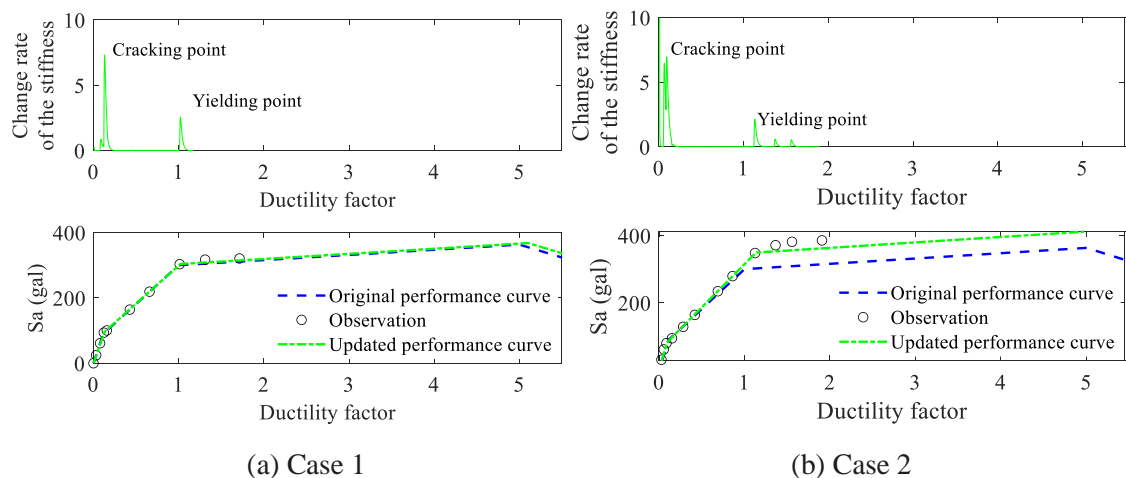 Change rate
of the stiffness
10
5
0
Cracking point
Yielding point
0 1 2 3 4 5
Ductility factor
Sa (gal)
400
200
0
Original performance curve
Observation
Updated performance curve
0 1 2 3 4 5
Ductility factor
(a) Case 1
Change rate
of the stiffness
10
5
0
Cracking point
Yielding point
0 1 2 3 4 5
Ductility factor
Sa (gal)
400
200
Original performance curve
Observation
Updated performance curve
0 1 2 3 4 5
Ductility factor
(b) Case 2